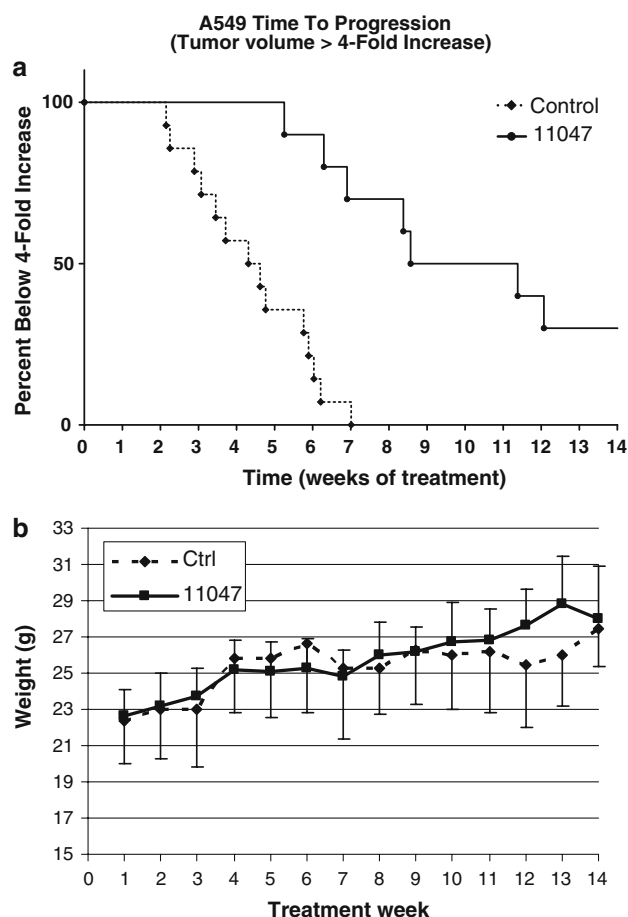 A549 Time To Progression
(Tumor volume > 4-Fold Increase)
a
Percent Below 4-Fold Increase
100
50
0
Control
11047
0 1 2 3 4 5 6 7 8 9 10 11 12 13 14
Time (weeks of treatment)
b
Weight (g)
33
31
29
27
25
23
21
19
17
15
Ctrl
11047
0 1 2 3 4 5 6 7 8 9 10 11 12 13 14
Treatment week